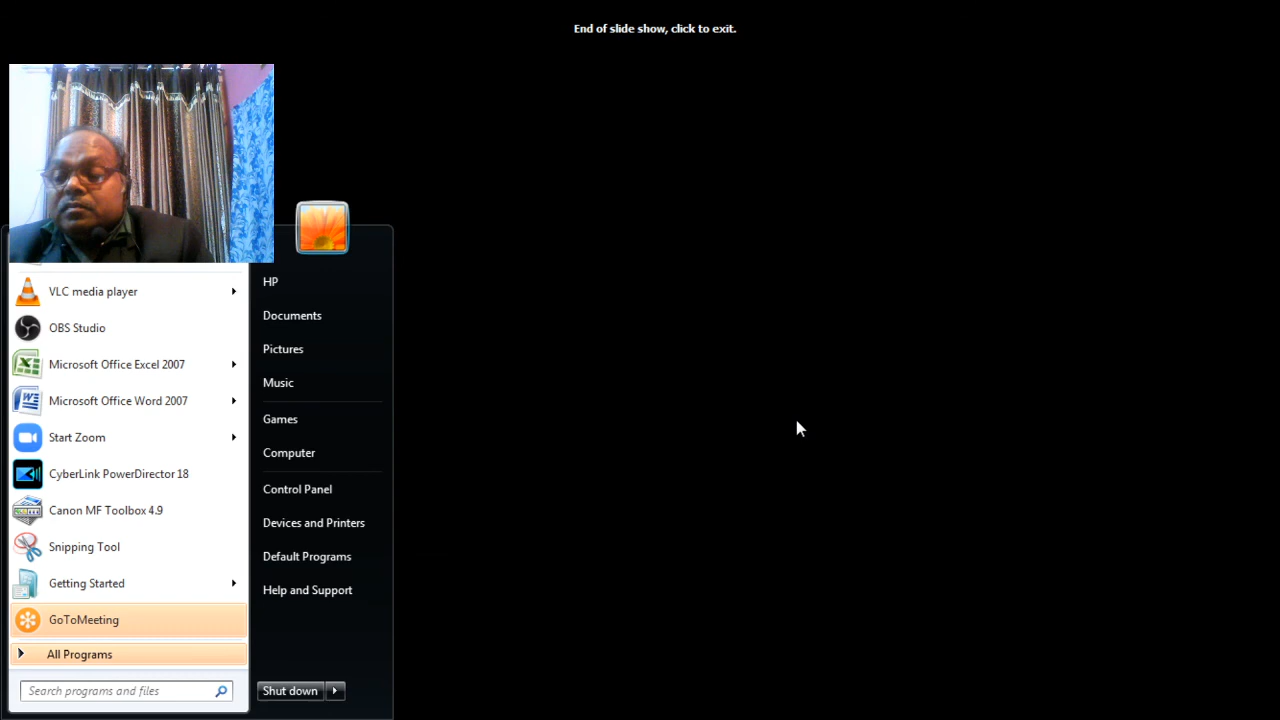 End of slide show, click to exit.
VLC media player
OBS Studio
Microsoft Office Excel 2007
Microsoft Office Word 2007
Start Zoom
CyberLink PowerDirector 18
Canon MF Toolbox 4.9
Snipping Tool
Getting Started
GoToMeeting
All Programs
Search programs and files
HP
Documents
Pictures
Music
Games
Computer
Control Panel
Devices and Printers
Default Programs
Help and Support
Shut down